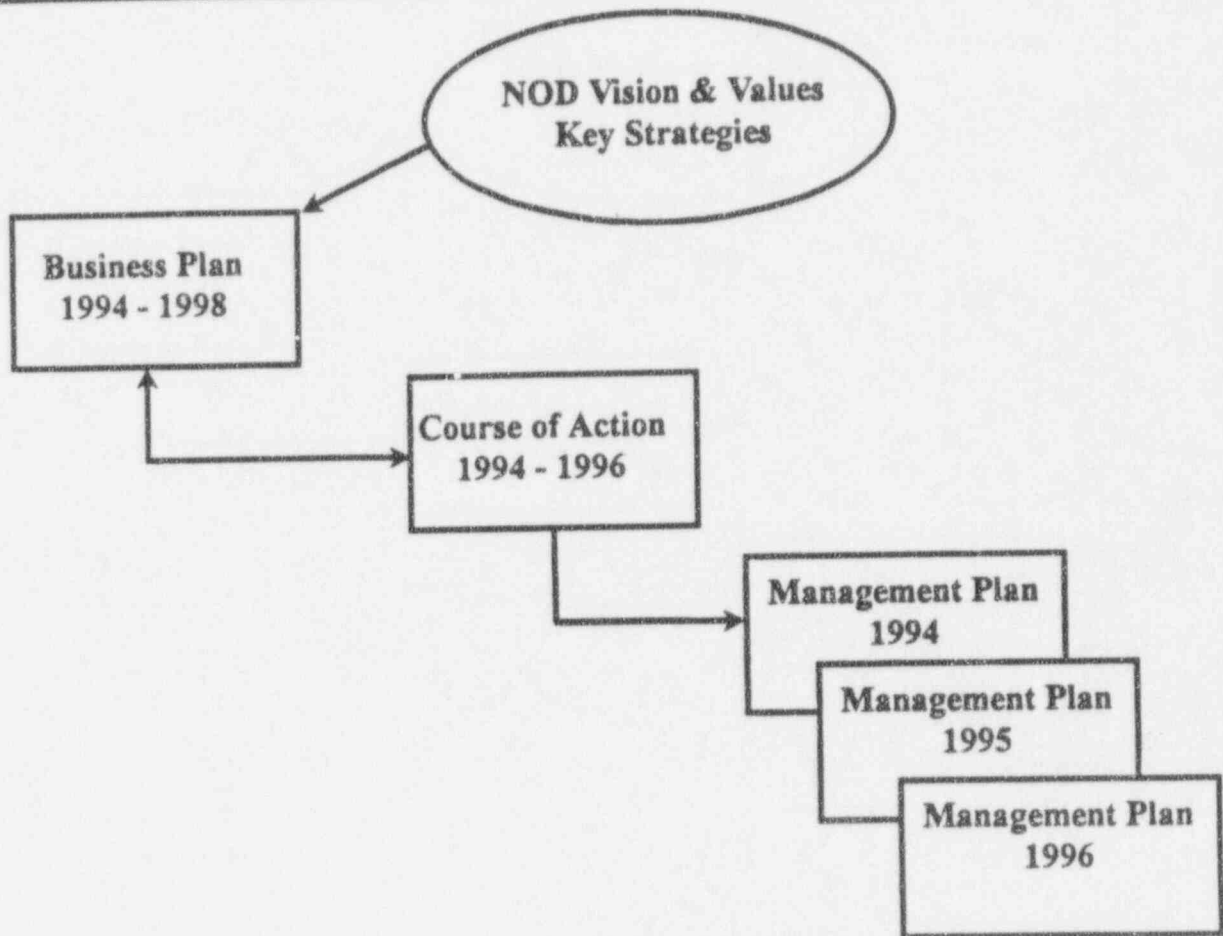 NOD Vision & Values
Key Strategies
Business Plan
1994 - 1998
Course of Action
1994 - 1996
Management Plan
1994
Management Plan
1995
Management Plan
1996